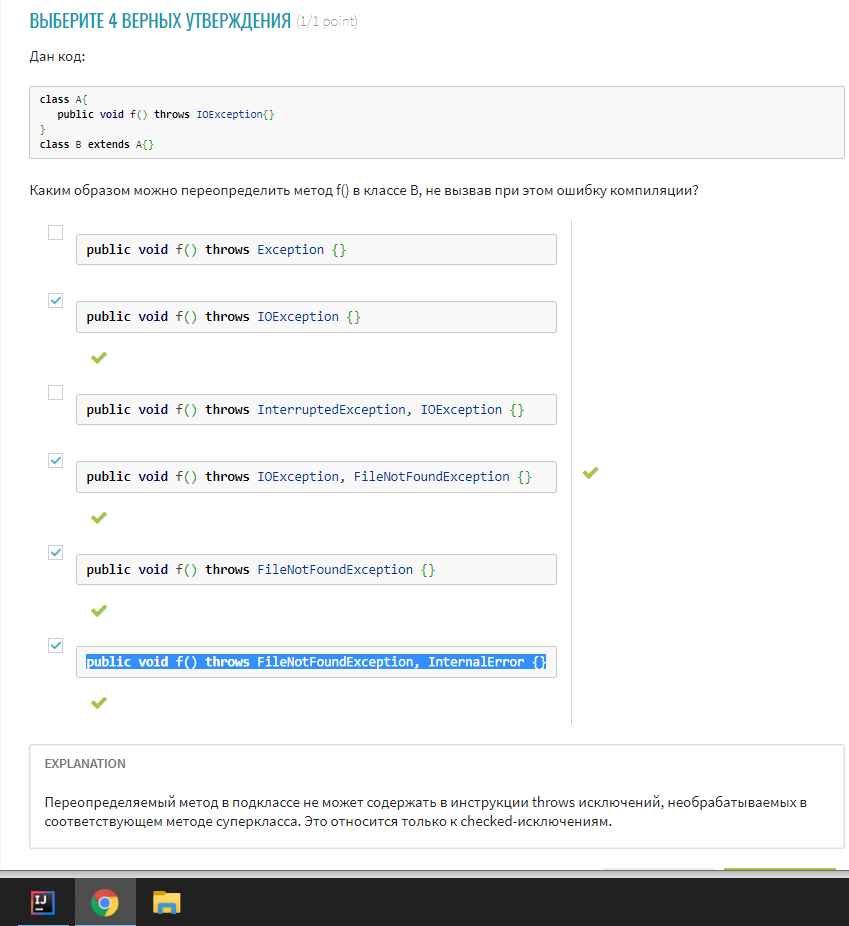 ВЫБЕРИТЕ 4 ВЕРНЫХ УТВЕРЖДЕНИЯ (1/1 point)
Дан код:
class A{
public void f() throws IOException{}
}
class B extends A{}
Каким образом можно переопределить метод f() в классе B, не вызвав при этом ошибку компиляции?
public void f() throws Exception {}
public void f() throws IOException {}
public void f() throws InterruptedException, IOException {}
public void f() throws IOException, FileNotFoundException {}
public void f() throws FileNotFoundException {}
public void f() throws FileNotFoundException, InternalError {}
EXPLANATION
Переопределяемый метод в подклассе не может содержать в инструкции throws исключений, необрабатываемых в
соответствующем методе суперкласса. Это относится только к checked-исключениям.
IJ